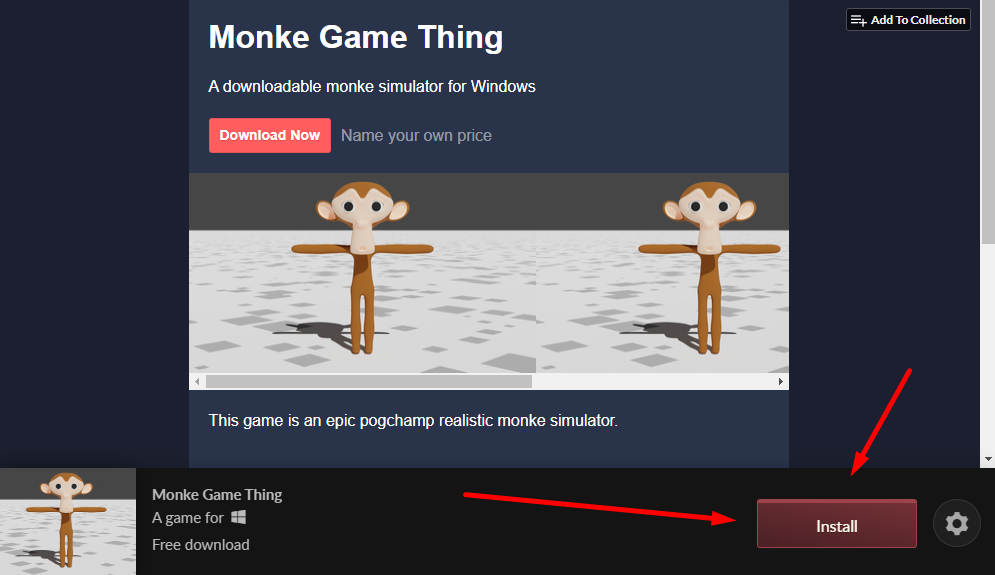 Add To Collection
Monke Game Thing
A downloadable monke simulator for Windows
Download Now Name your own price
This game is an epic pogchamp realistic monke simulator.
Monke Game Thing
A game for
Free download
Install